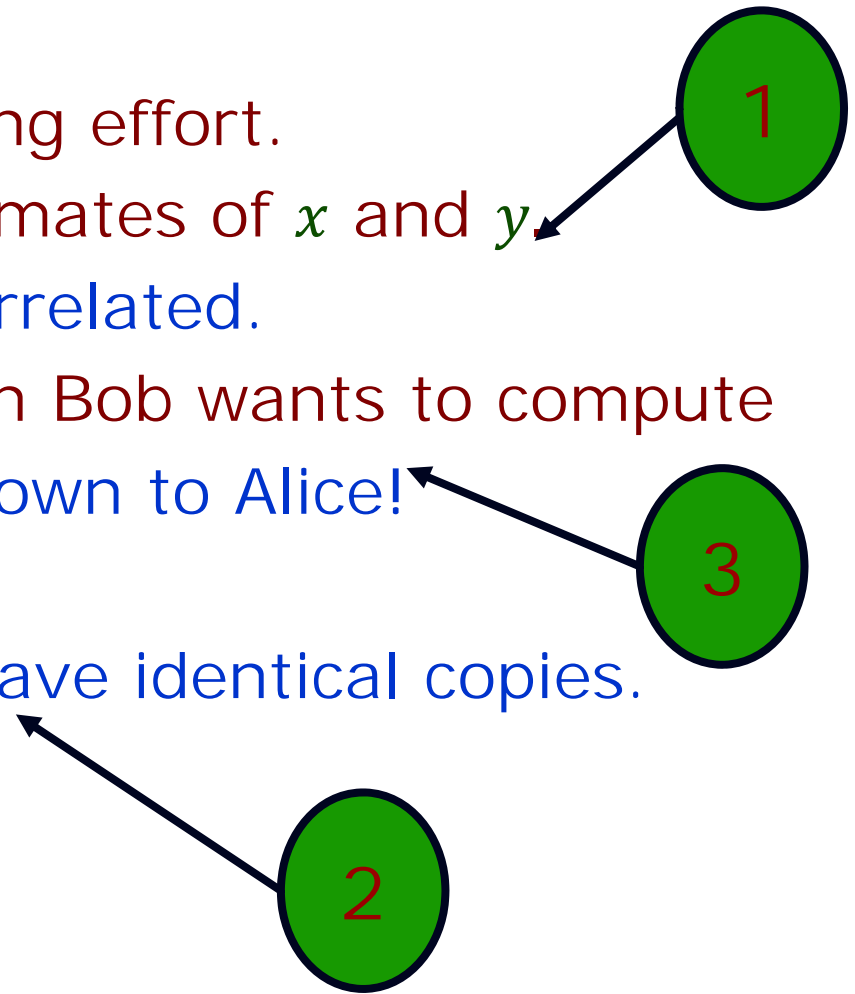 1
ng effort.
mates of x and y.
rrelated.
n Bob wants to compute
own to Alice!
3
ave identical copies.
2